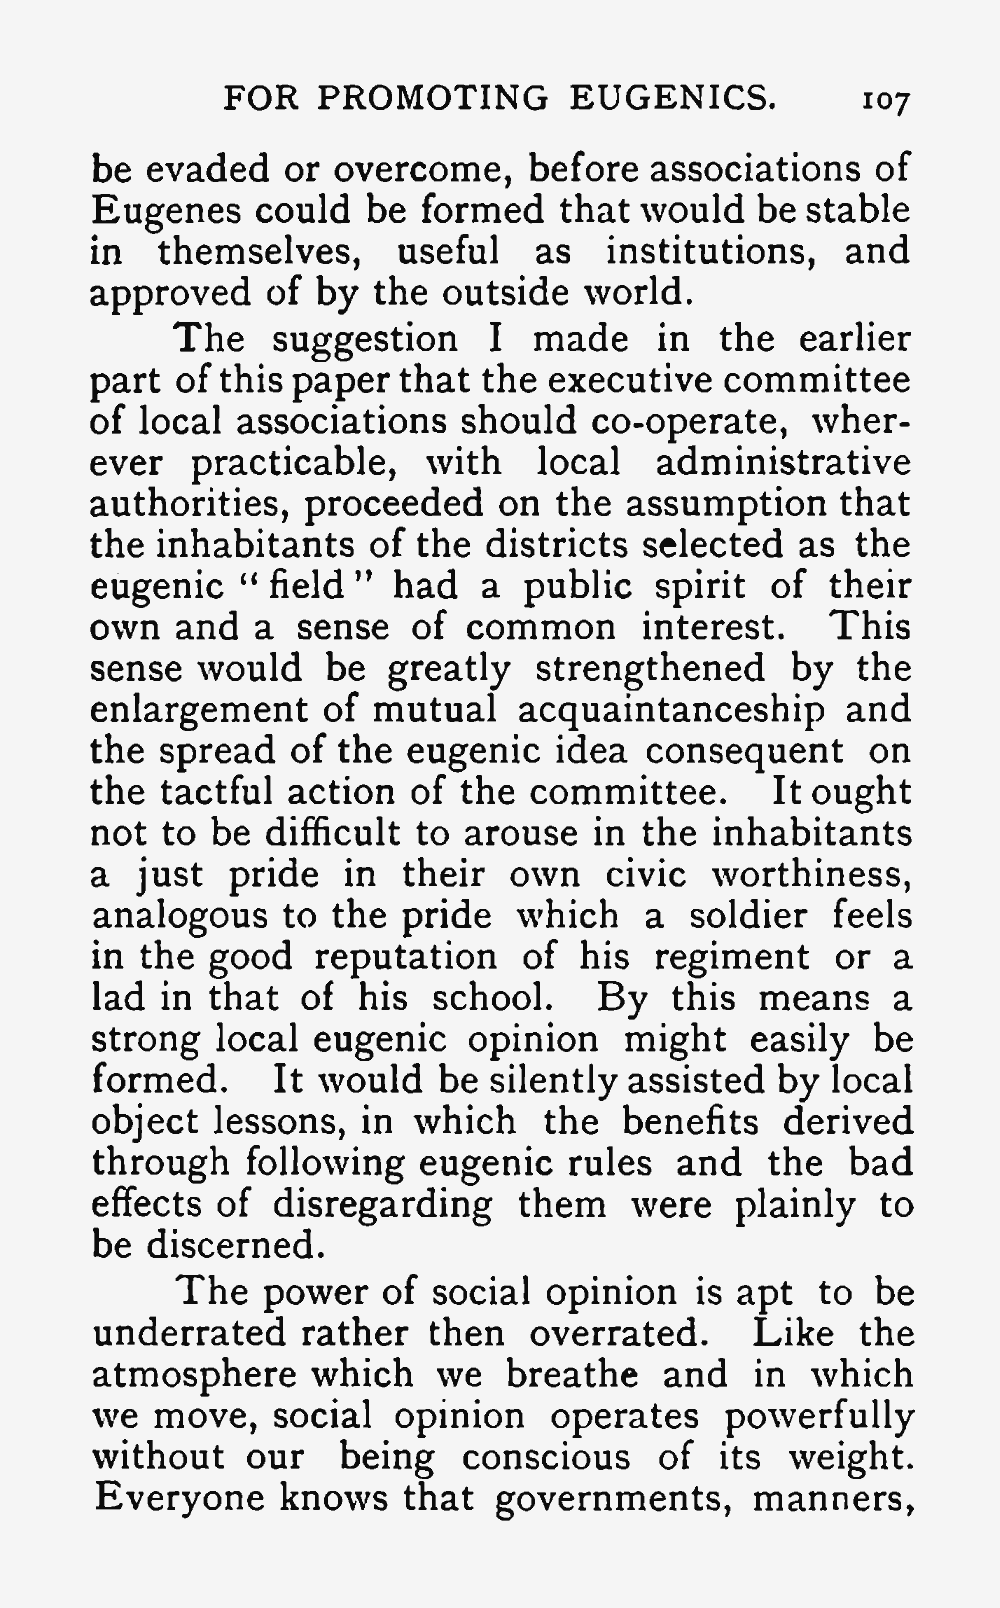 FOR PROMOTING EUGENICS. 107
be evaded or overcome, before associations of
Eugenes could be formed that would be stable
in themselves, useful as institutions, and
approved of by the outside world.
The suggestion I made in the earlier
part of this paper that the executive committee
of local associations should co-operate, wher-
ever practicable, with local administrative
authorities, proceeded on the assumption that
the inhabitants of the districts selected as the
eugenic “ field ” had a public spirit of their
own and a sense of common interest. This
sense would be greatly strengthened by the
enlargement of mutual acquaintanceship and
the spread of the eugenic idea consequent on
the tactful action of the committee. It ought
not to be difficult to arouse in the inhabitants
a just pride in their own civic worthiness,
analogous to the pride which a soldier feels
in the good reputation of his regiment or a
lad in that of his school. By this means a
strong local eugenic opinion might easily be
formed. It would be silently assisted by local
object lessons, in which the benefits derived
through following eugenic rules and the bad
effects of disregarding them were plainly to
be discerned.
The power of social opinion is apt to be
underrated rather then overrated. Like the
atmosphere which we breathe and in which
we move, social opinion operates powerfully
without our being conscious of its weight.
Everyone knows that governments, manners,